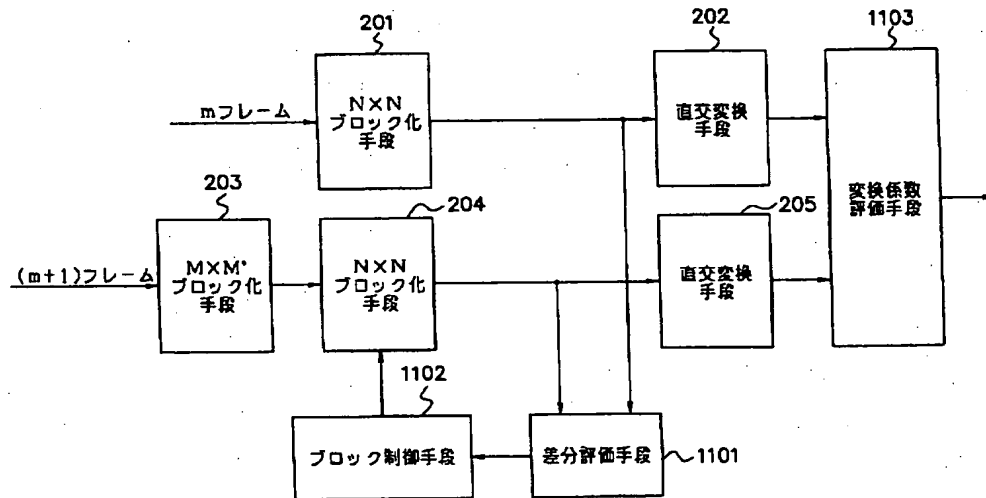 201
202
1103
mフレーム
N×N
ブロック化
手段
直交変換
手段
変換係数
評価手段
203
204
205
(m+1)フレーム
M×M'
ブロック化
手段
N×N
ブロック化
手段
直交変換
手段
1102
ブロック制御手段
差分評価手段
1101